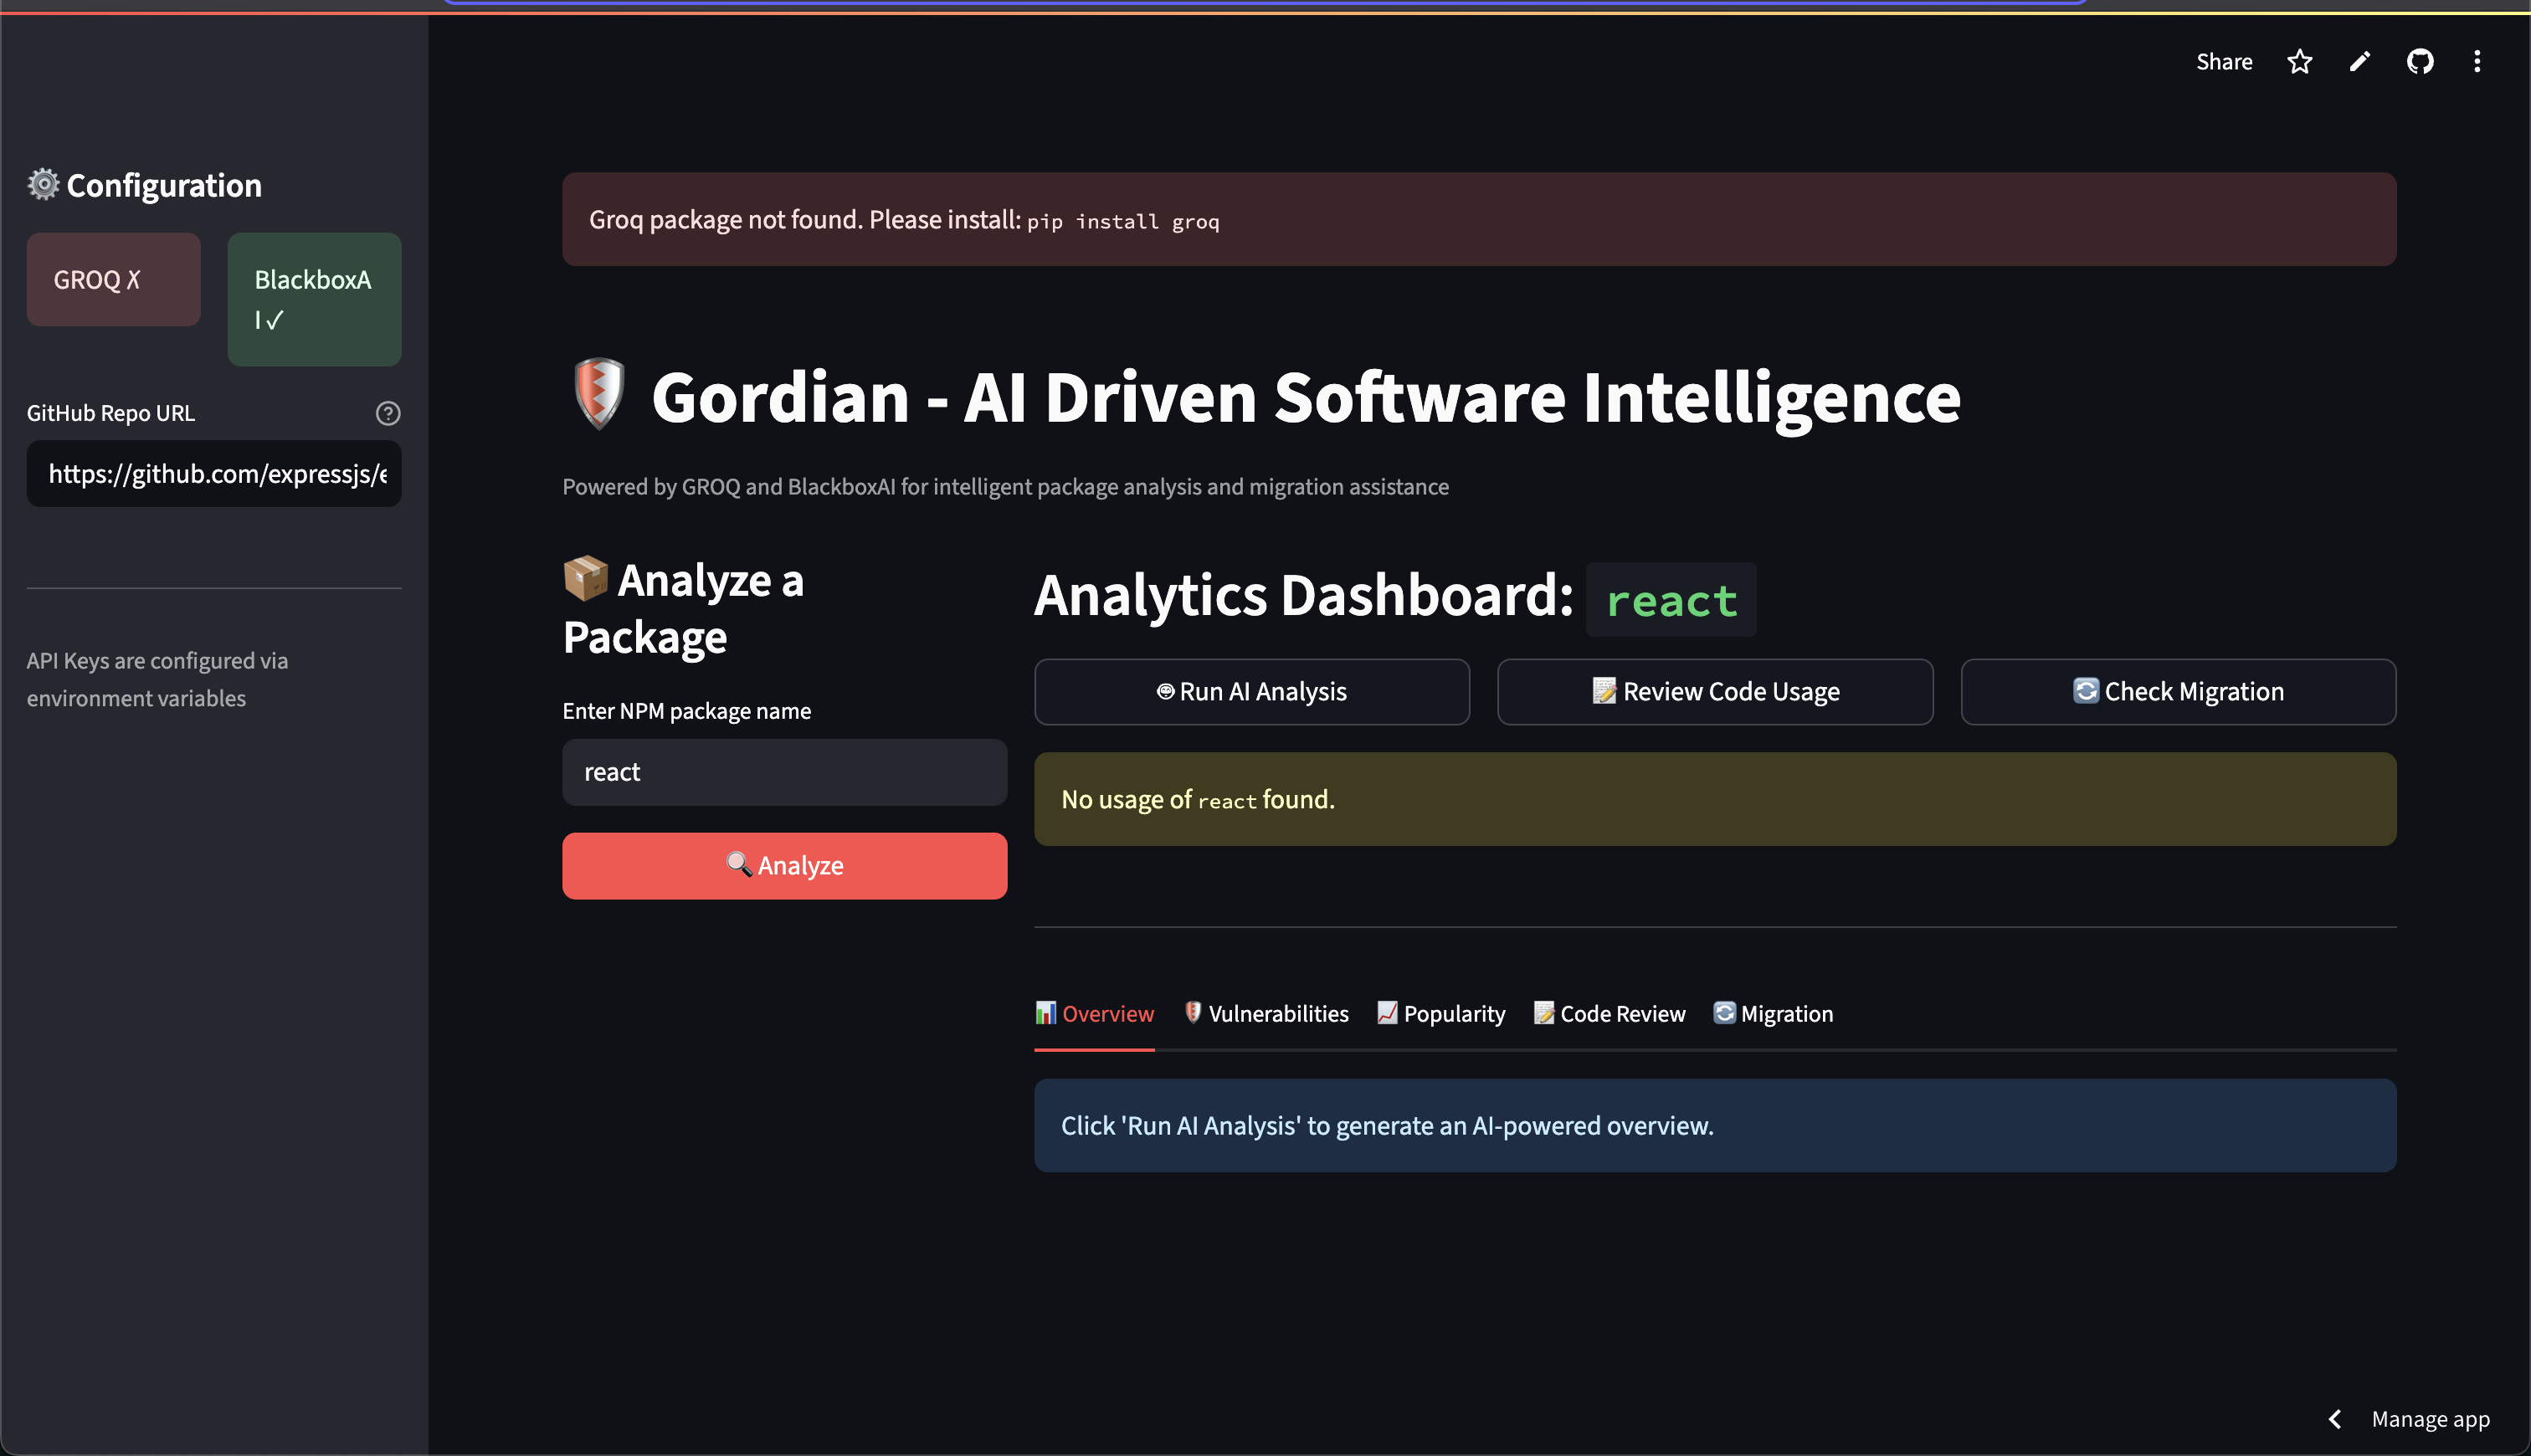 Share
⚙️ Configuration
GROQ ✗
BlackboxA
I ✓
GitHub Repo URL
https://github.com/expressjs/e
API Keys are configured via
environment variables
Groq package not found. Please install: pip install groq
🛡️ Gordian - AI Driven Software Intelligence
Powered by GROQ and BlackboxAI for intelligent package analysis and migration assistance
📦 Analyze a
Package
Enter NPM package name
react
🔍 Analyze
Analytics Dashboard: react
Run AI Analysis
📝 Review Code Usage
🔄 Check Migration
No usage of react found.
📊 Overview
🛡️ Vulnerabilities
📈 Popularity
📝 Code Review
🔄 Migration
Click 'Run AI Analysis' to generate an AI-powered overview.
Manage app